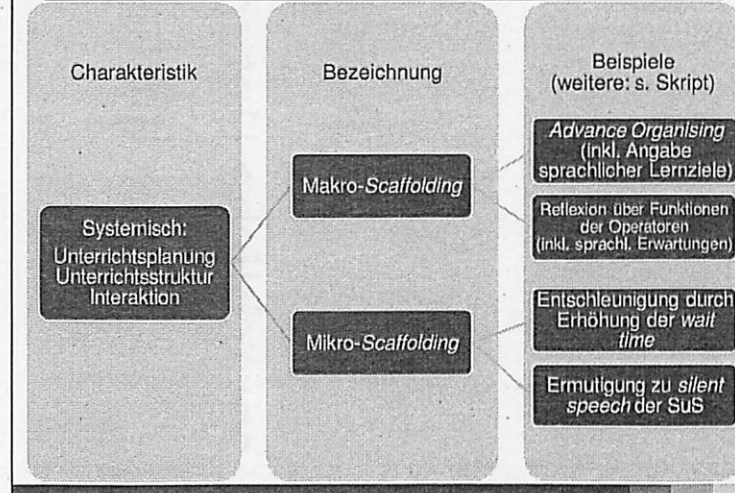 Charakteristik
Bezeichnung
Beispiele
(weitere: s. Skript)
Systemisch:
Unterrichtsplanung
Unterrichtsstruktur
Interaktion
Makro-Scaffolding
Mikro-Scaffolding
Advance Organising
(inkl. Angabe
sprachlicher Lernziele)
Reflexion über Funktionen
der Operatoren
(inkl. sprachl. Erwartungen)
Entschleunigung durch
Erhöhung der wait
time
Ermutigung zu silent
speech der SuS